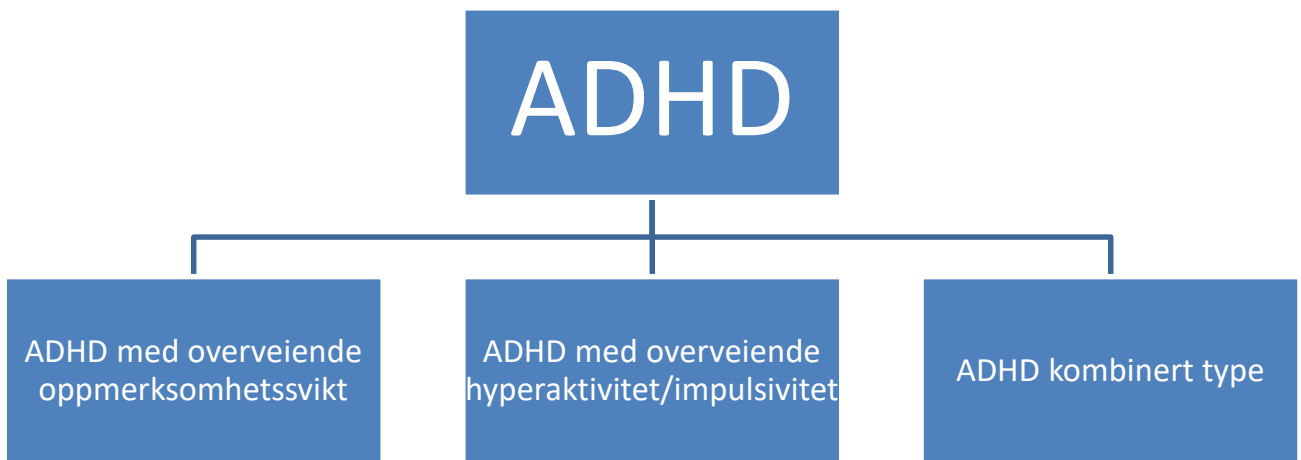 ADHD
ADHD med overveiende
oppmerksomhetssvikt
ADHD med overveiende
hyperaktivitet/impulsivitet
ADHD kombinert type